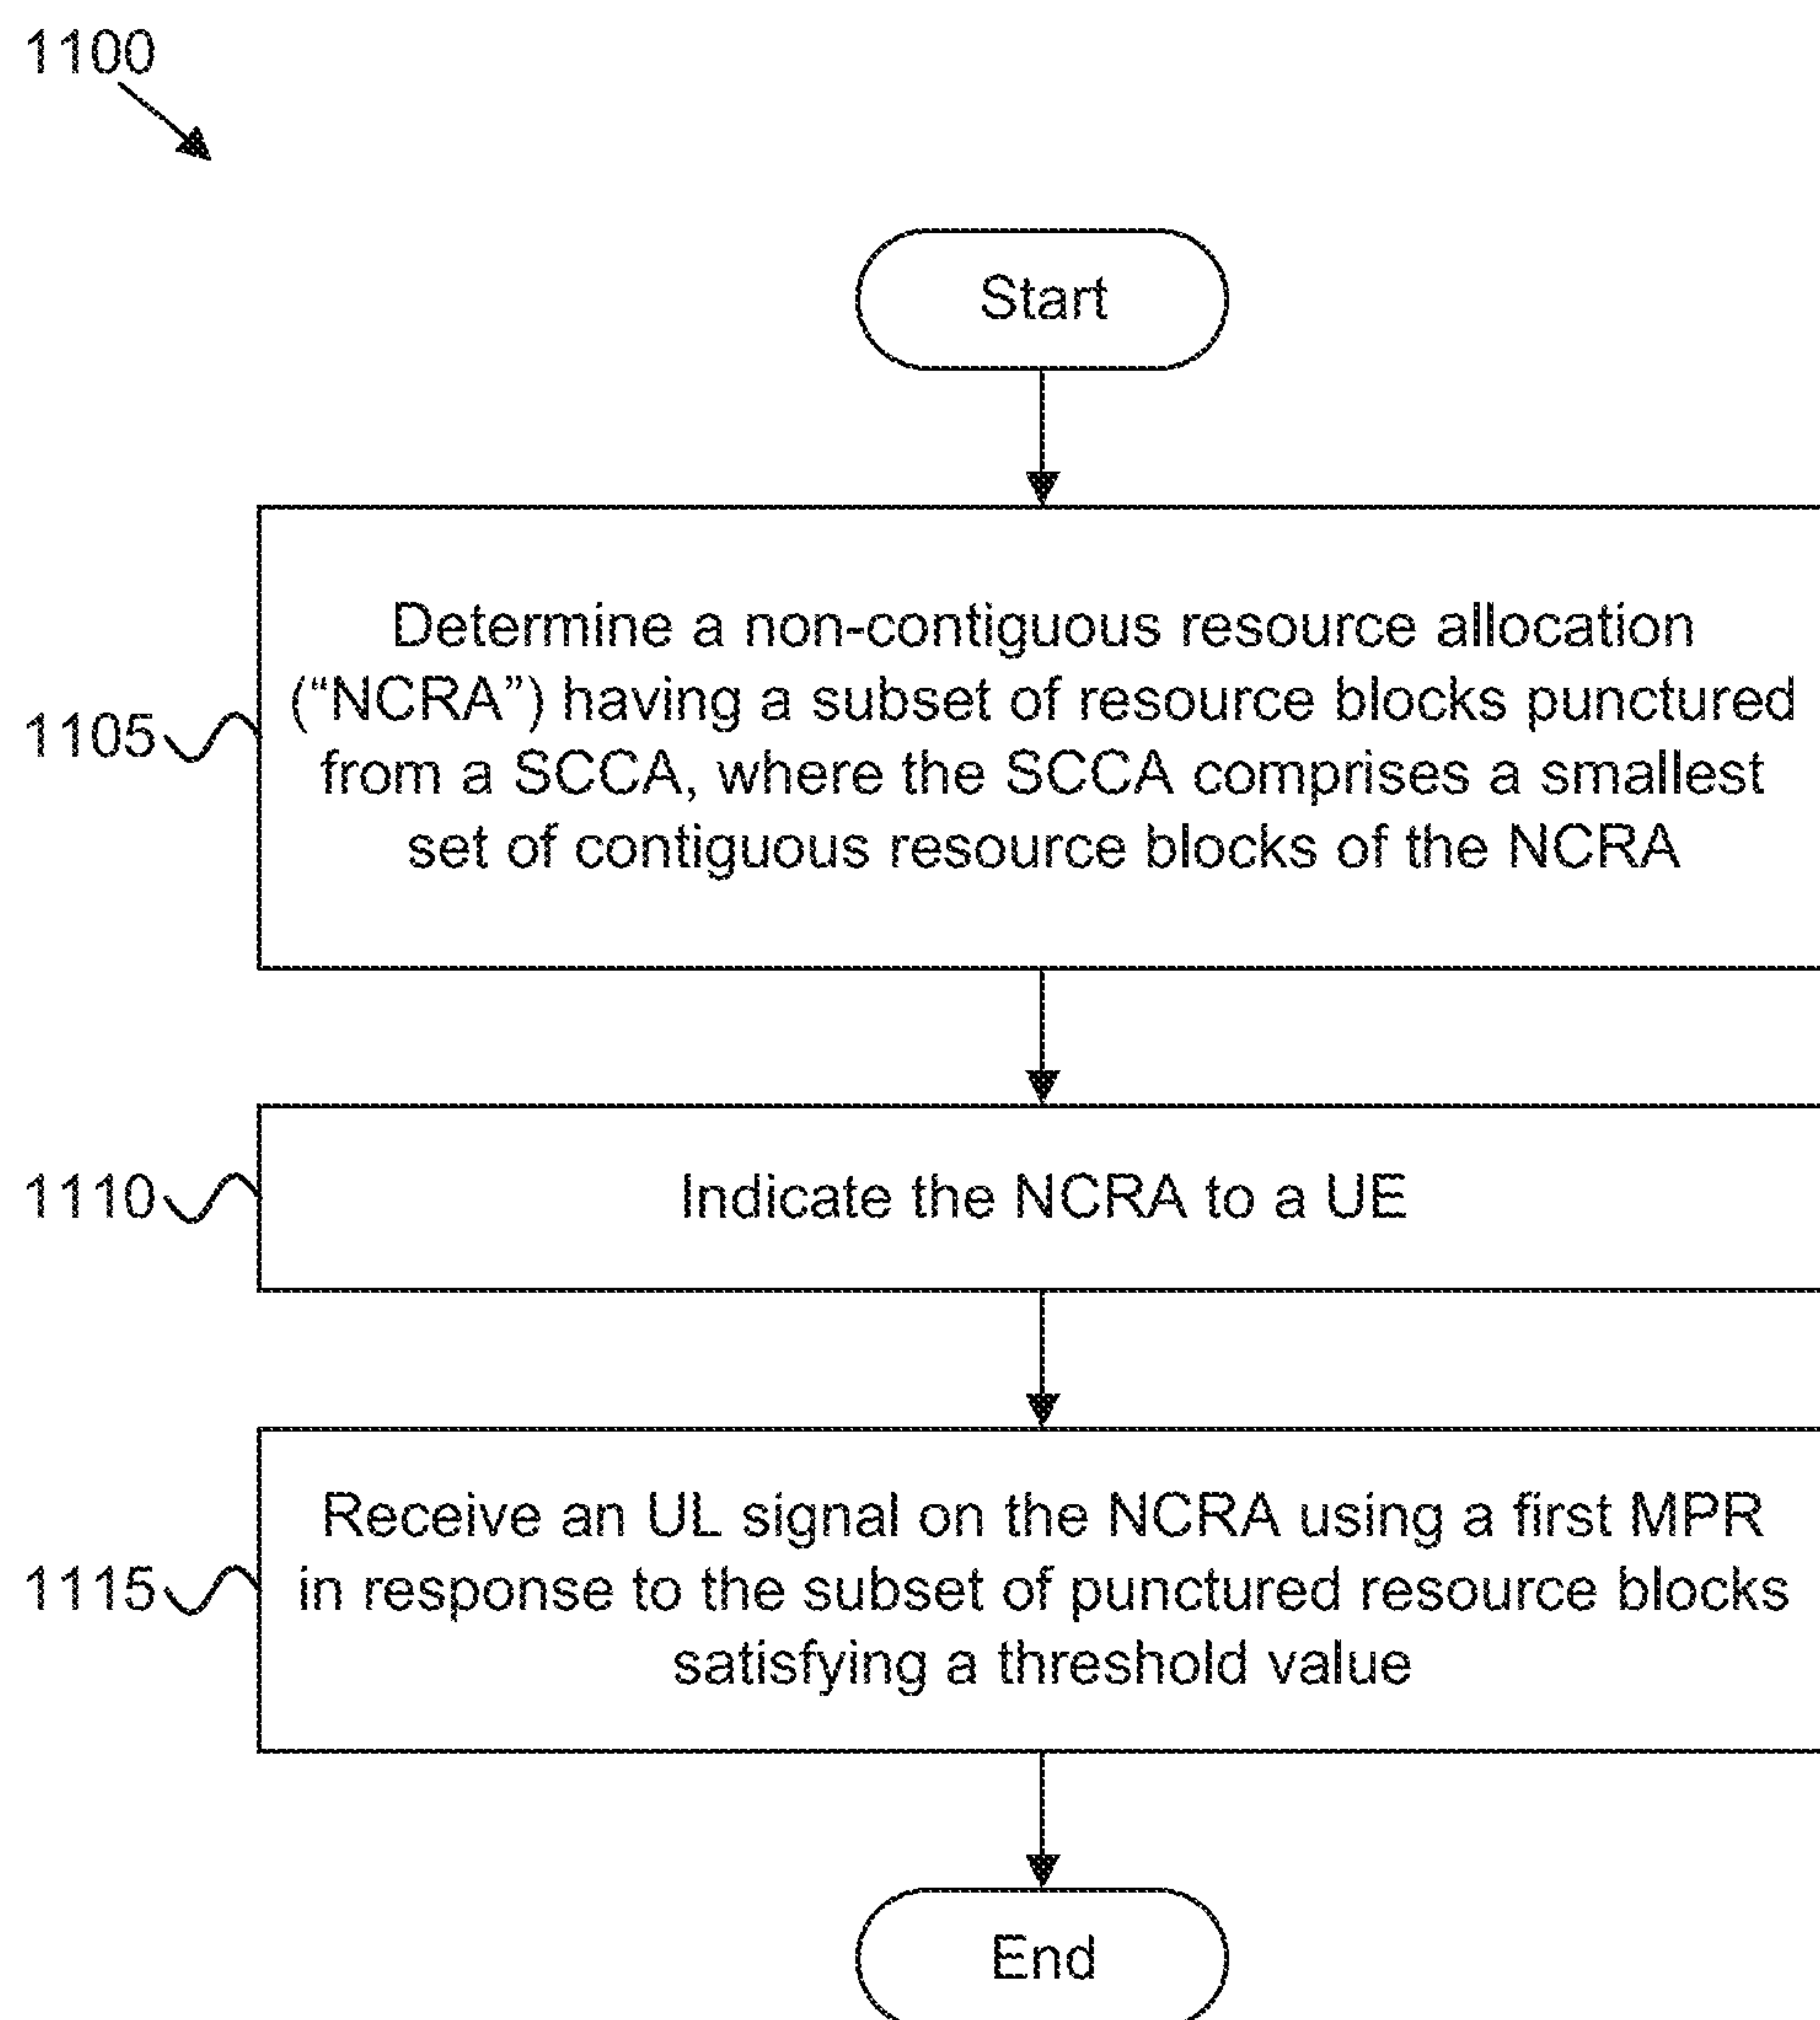 1100
Start
Determine a non-contiguous resource allocation
(“NCRA”) having a subset of resource blocks punctured
1105
from a SCCA, where the SCCA comprises a smallest
set of contiguous resource blocks of the NCRA
1110
Indicate the NCRA to a UE
Receive an UL signal on the NCRA using a first MPR
1115
in response to the subset of punctured resource blocks
satisfying a threshold value
End